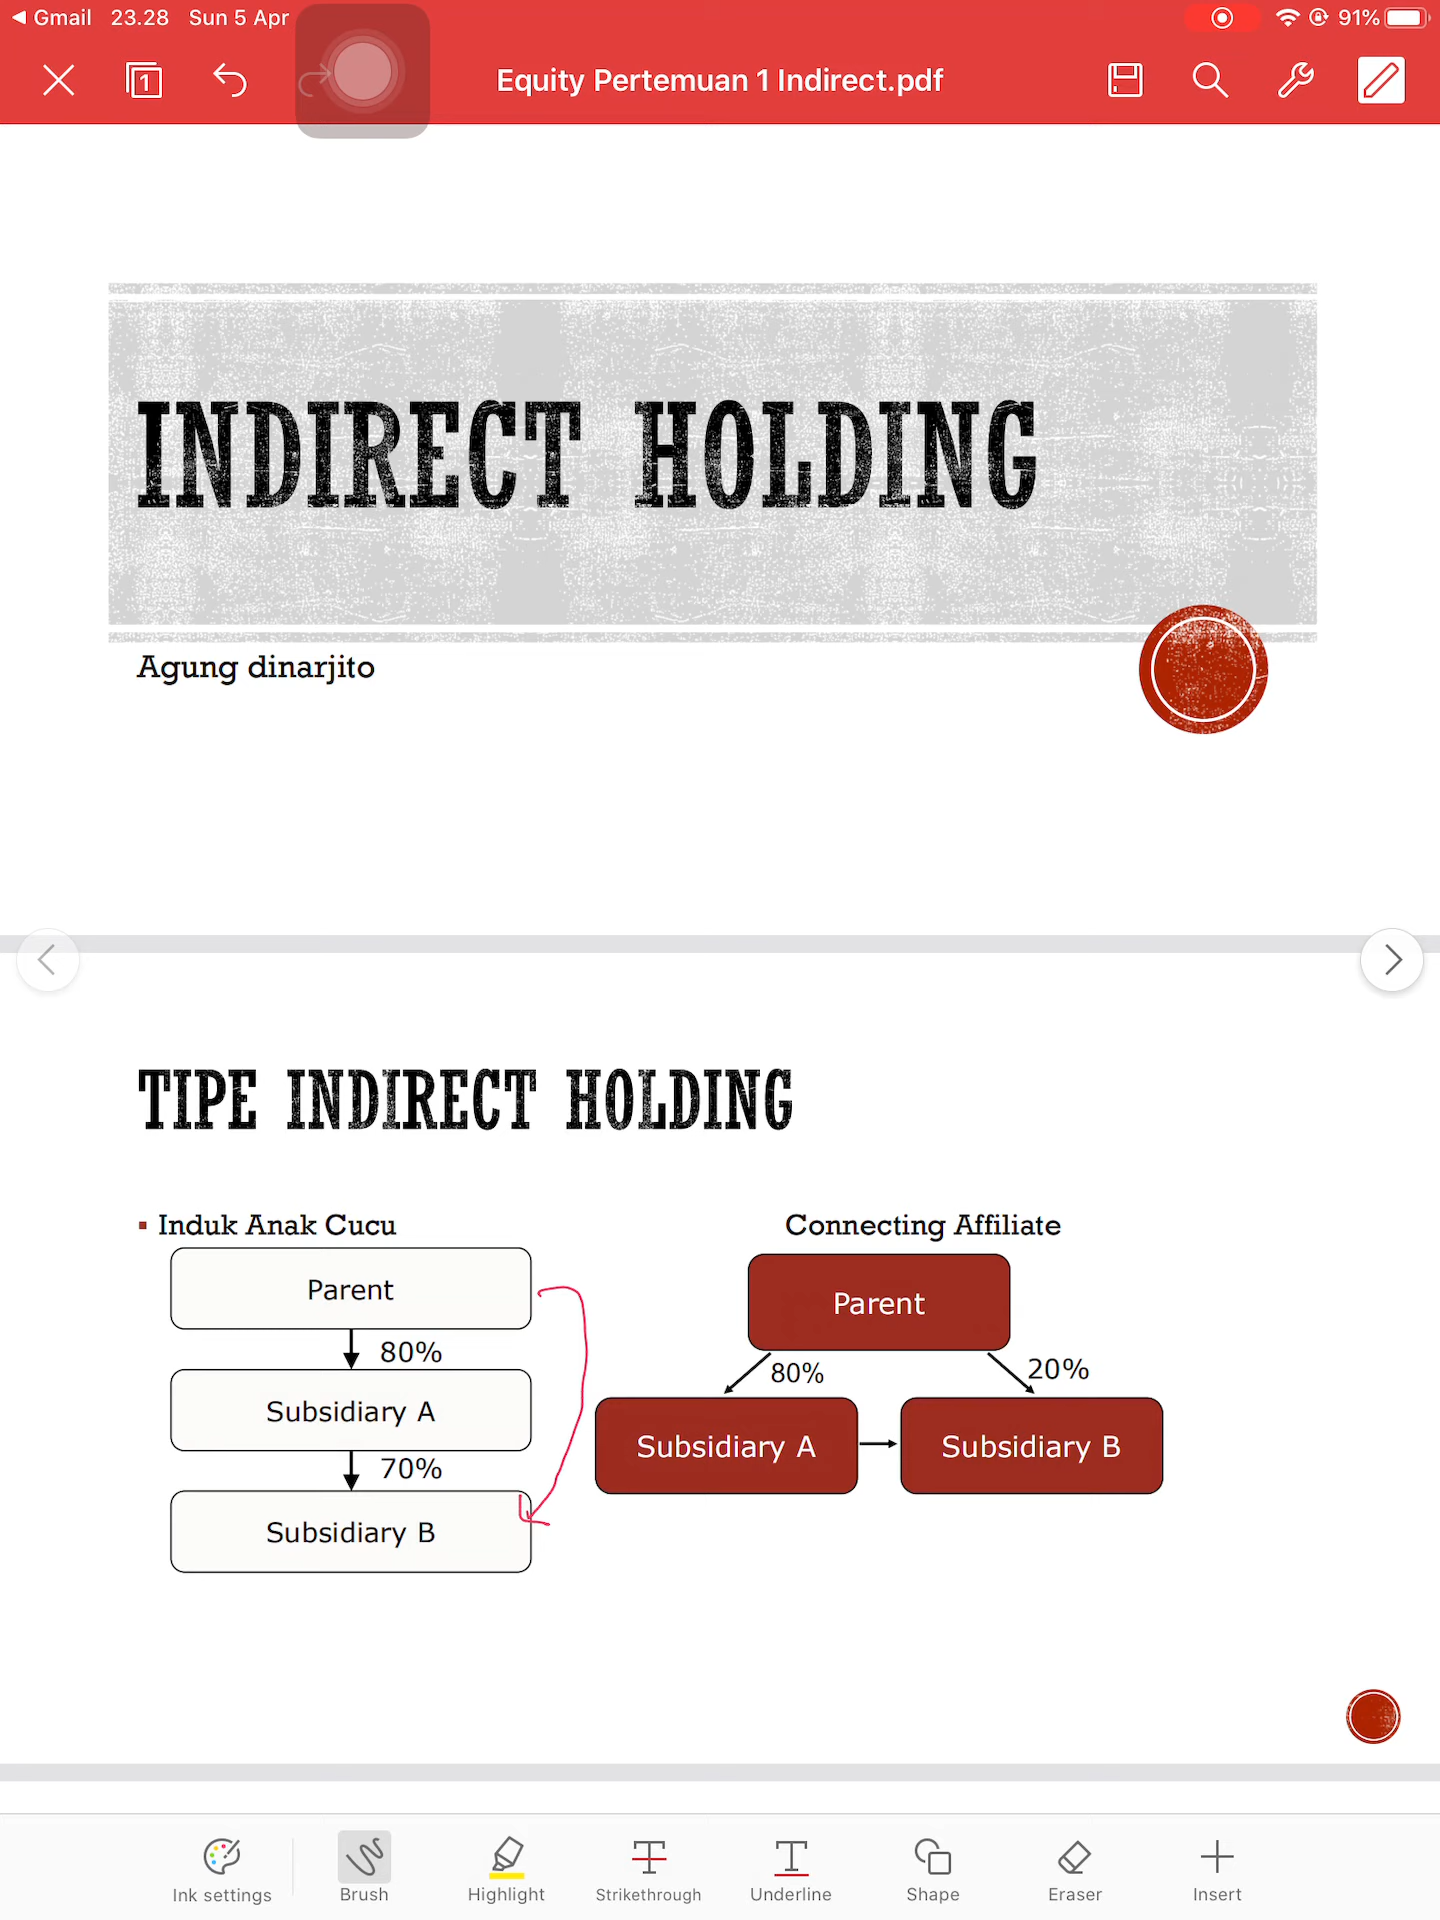 Gmail 23.28 Sun 5 Apr 91%
1 Equity Pertemuan 1 Indirect.pdf
INDIRECT HOLDING
Agung dinarjito
TIPE INDIRECT HOLDING
▪ Induk Anak Cucu
Parent
80%
Subsidiary A
70%
Subsidiary B
Connecting Affiliate
Parent
80%
20%
Subsidiary A
Subsidiary B
Ink settings
Brush
Highlight
Strikethrough
Underline
Shape
Eraser
Insert